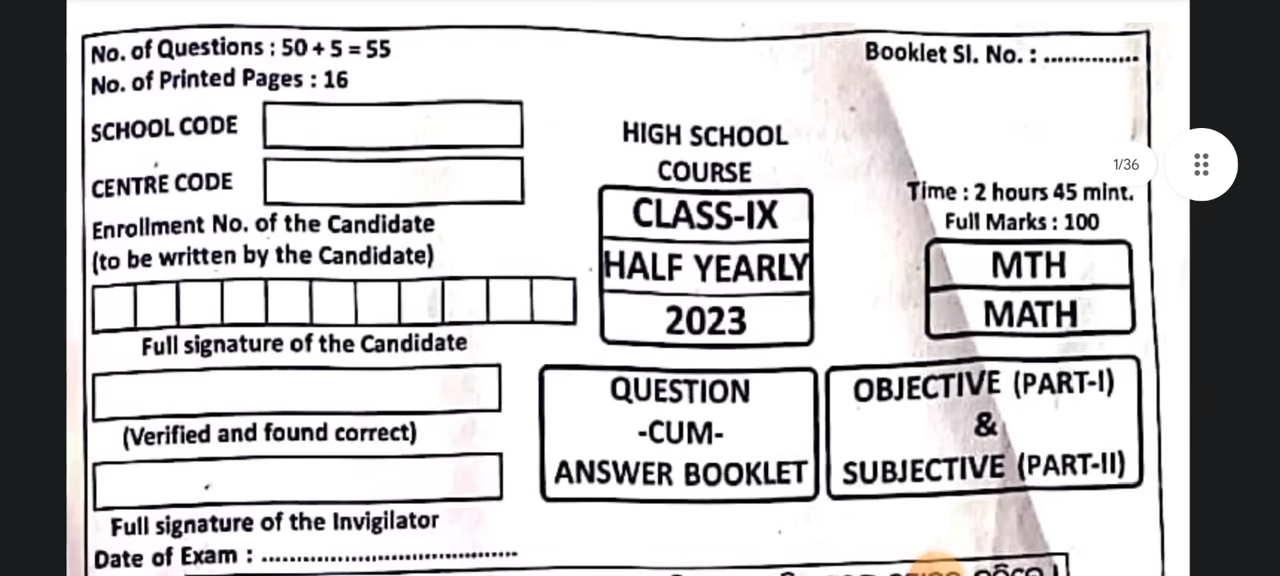 No. of Questions : 50 + 5 = 55
No. of Printed Pages : 16
Booklet Sl. No. : ..............
SCHOOL CODE
CENTRE CODE
Enrollment No. of the Candidate
(to be written by the Candidate)
Full signature of the Candidate
(Verified and found correct)
Full signature of the Invigilator
Date of Exam : ......................................
HIGH SCHOOL
COURSE
CLASS-IX
HALF YEARLY
2023
QUESTION
-CUM-
ANSWER BOOKLET
1/36
Time : 2 hours 45 mint.
Full Marks : 100
MTH
MATH
OBJECTIVE (PART-I)
&
SUBJECTIVE (PART-II)